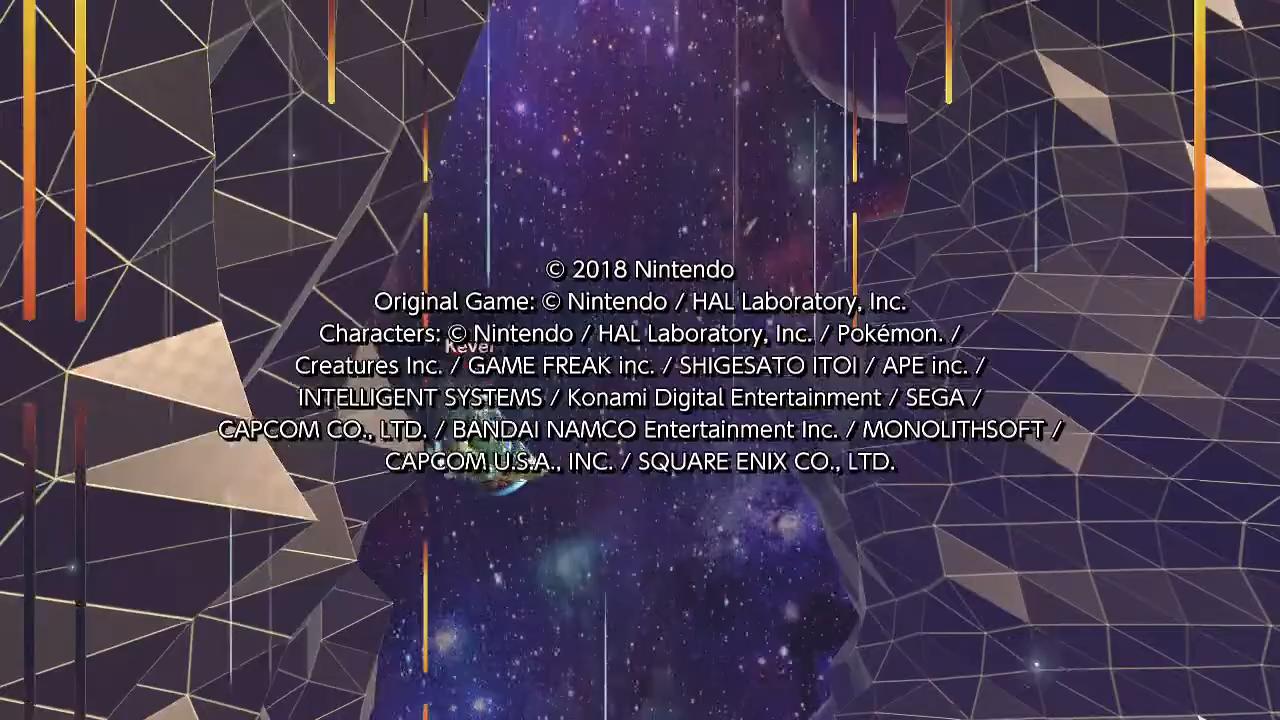 © 2018 Nintendo
Original Game: © Nintendo / HAL Laboratory, Inc.
Characters: © Nintendo / HAL Laboratory, Inc. / Pokémon. /
Kever
Creatures Inc. / GAME FREAK inc. / SHIGESATO ITOI / APE inc. /
INTELLIGENT SYSTEMS / Konami Digital Entertainment / SEGA /
CAPCOM CO., LTD. / BANDAI NAMCO Entertainment Inc. / MONOLITHSOFT /
CAPCOM U.S.A., INC. / SQUARE ENIX CO., LTD.